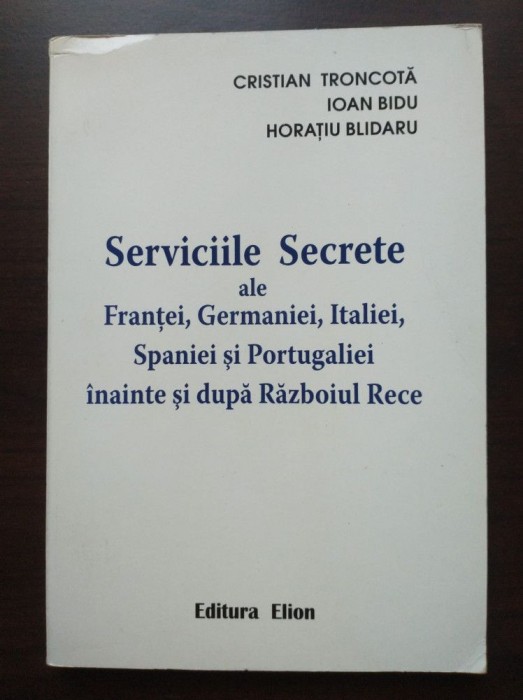 CRISTIAN TRONCOTĂ
IOAN BIDU
HORAȚIU BLIDARU
Serviciile Secrete
ale
Franței, Germaniei, Italiei,
Spaniei și Portugaliei
înainte și după Războiul Rece
Editura Elion